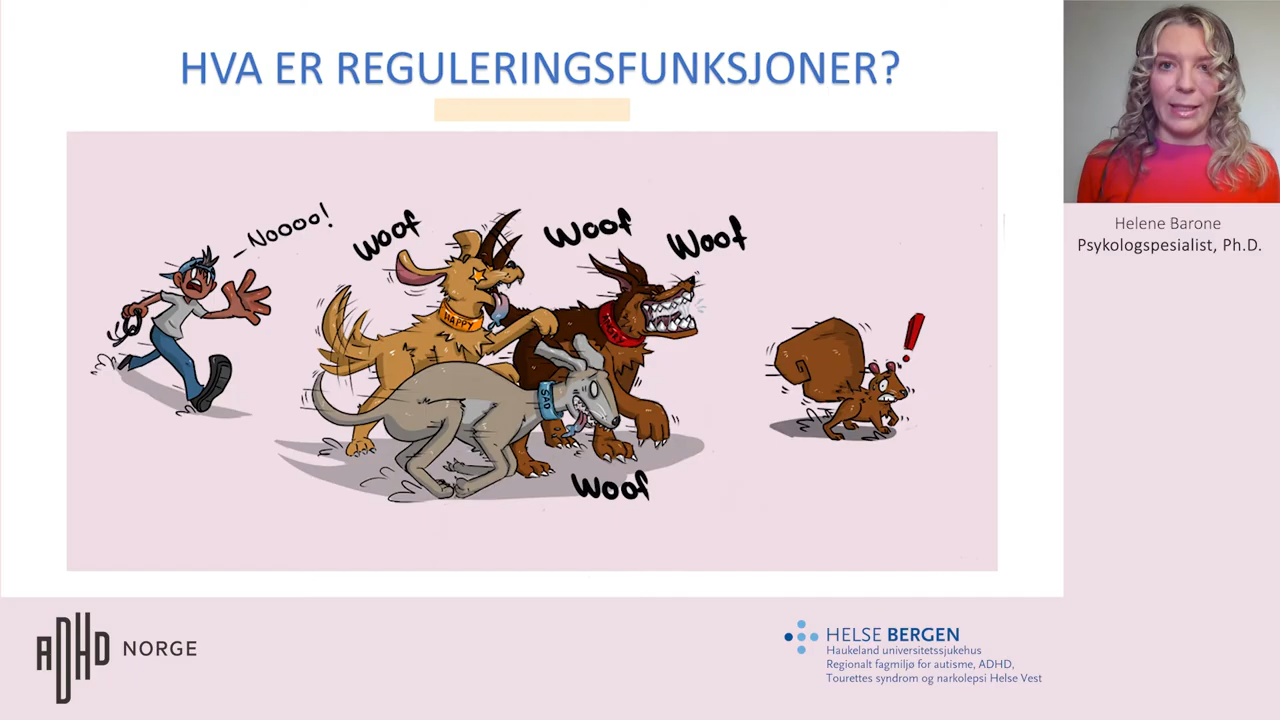 HVA ER REGULERINGSFUNKSJONER?
Noooo!
Woof
Woof
Woof
HAPPY
SAD
!
Woof
Helene Barone
Psykologspesialist, Ph.D.
ADHD NORGE
HELSE BERGEN
Haukeland universitetssjukehus
Regionalt fagmiljø for autisme, ADHD,
Tourettes syndrom og narkolepsi Helse Vest